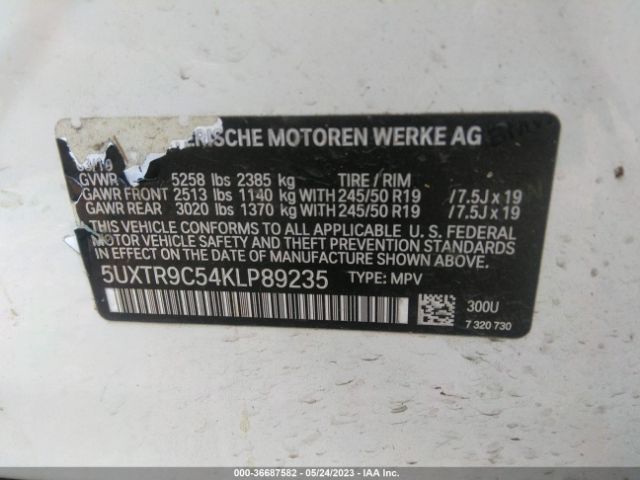 ERISCHE MOTOREN WERKE AG
GVWR 5258 lbs 2385 kg TIRE / RIM
GAWR FRONT 2513 lbs 1140 kg WITH 245/50 R19 / 7.5J x 19
GAWR REAR 3020 lbs 1370 kg WITH 245/50 R19 / 7.5J x 19
THIS VEHICLE CONFORMS TO ALL APPLICABLE U. S. FEDERAL
MOTOR VEHICLE SAFETY AND THEFT PREVENTION STANDARDS
IN EFFECT ON THE DATE OF MANUFACTURE SHOWN ABOVE.
5UXTR9C54KLP89235 TYPE: MPV
300U
7 320 730
000-36687582 - 05/24/2023 - IAAI.COM